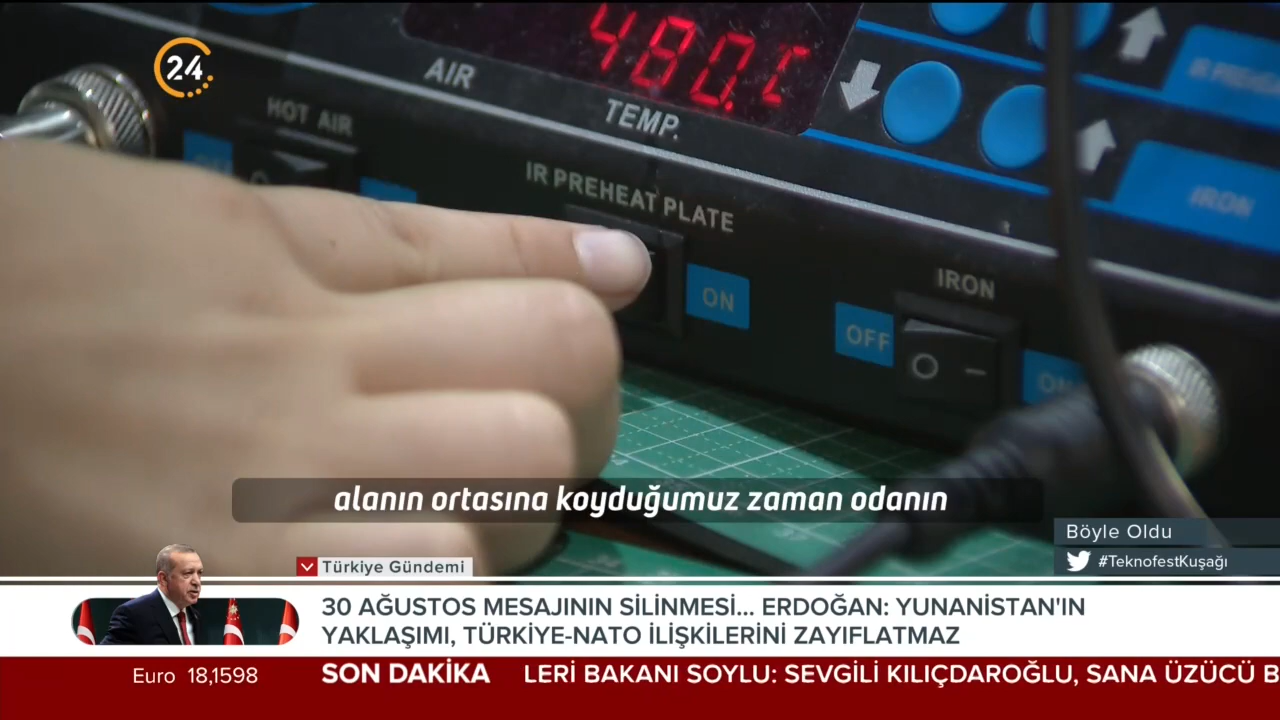 24
480.C
AIR
TEMP.
HOT AIR
IR PREHEAT PLATE
ON
IRON
OFF
ON
IRON
alanın ortasına koyduğumuz zaman odanın
Böyle Oldu
#TeknofestKuşağı
Türkiye Gündemi
30 AĞUSTOS MESAJININ SİLİNMESİ... ERDOĞAN: YUNANİSTAN'IN
YAKLAŞIMI, TÜRKİYE-NATO İLİŞKİLERİNİ ZAYIFLATMAZ
Euro 18,1598
SON DAKİKA
LERİ BAKANI SOYLU: SEVGİLİ KILIÇDAROĞLU, SANA ÜZÜCÜ B